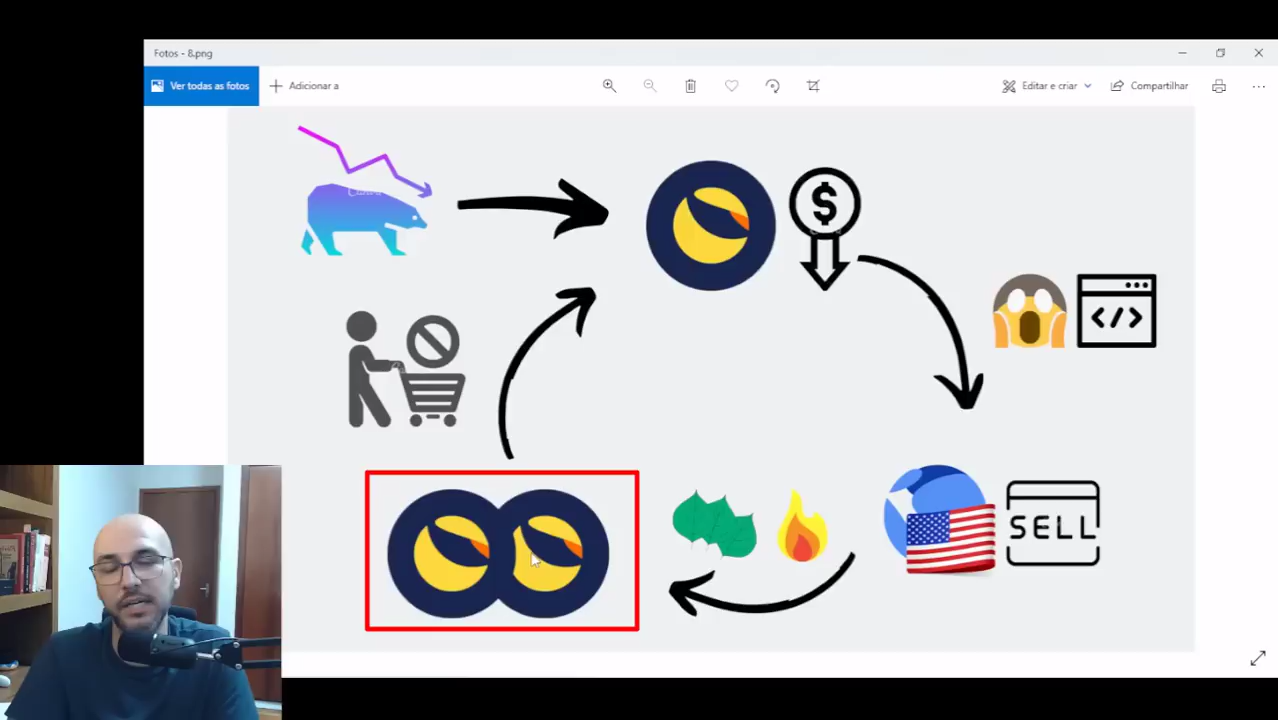 Fotos - 8.png
Ver todas as fotos
Adicionar a
Editar e criar
Compartilhar
$
</>
SELL